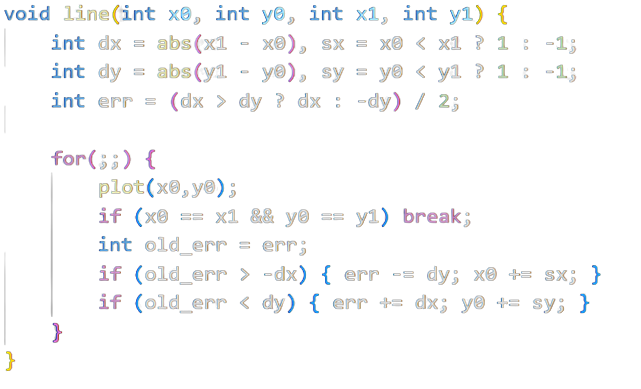 void line(int x0, int y0, int x1, int y1) {
    int dx = abs(x1 - x0), sx = x0 < x1 ? 1 : -1;
    int dy = abs(y1 - y0), sy = y0 < y1 ? 1 : -1;
    int err = (dx > dy ? dx : -dy) / 2;

    for(;;) {
        plot(x0,y0);
        if (x0 == x1 && y0 == y1) break;
        int old_err = err;
        if (old_err > -dx) { err -= dy; x0 += sx; }
        if (old_err < dy) { err += dx; y0 += sy; }
    }
}